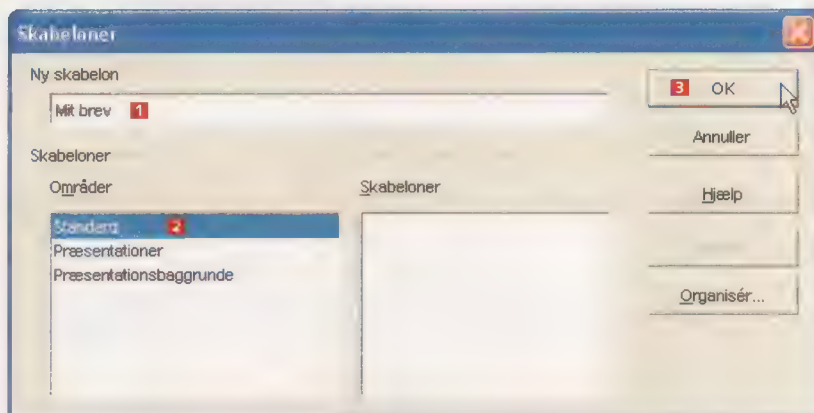 Skabeloner
Ny skabelon
Mit brev 1
3 OK
Annuller
Skabeloner
Områder
Skabeloner
Hjælp
Standard 2
Præsentationer
Præsentationsbaggrunde
Organisér...